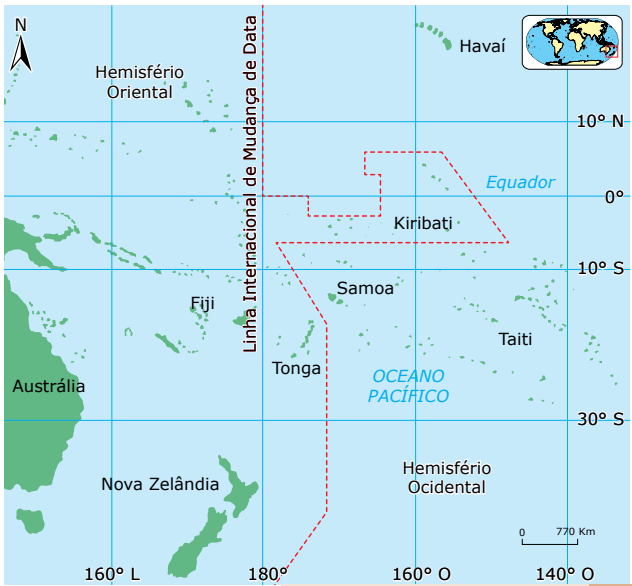 N
Hemisfério
Oriental
Linha Internacional de Mudança de Data
Havaí
10° N
Equador
0°
Kiribati
10° S
Samoa
Fiji
Taiti
Tonga
OCEANO
PACÍFICO
Austrália
30° S
Hemisfério
Ocidental
Nova Zelândia
0 770 Km
160° L
180°
160° O
140° O